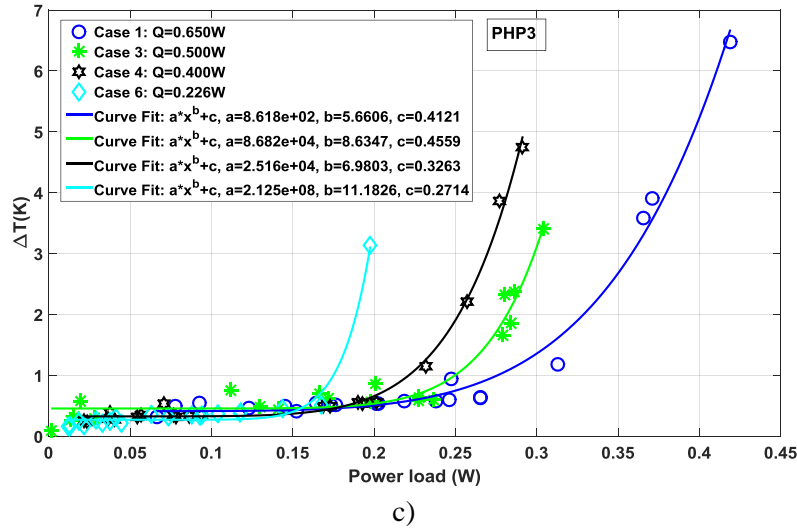 PHP3
Case 1: Q=0.650W
Case 3: Q=0.500W
Case 4: Q=0.400W
Case 6: Q=0.226W
Curve Fit: a*x^b+c, a=8.618e+02, b=5.6606, c=0.4121
Curve Fit: a*x^b+c, a=8.682e+04, b=8.6347, c=0.4559
Curve Fit: a*x^b+c, a=2.516e+04, b=6.9803, c=0.3263
Curve Fit: a*x^b+c, a=2.125e+08, b=11.1826, c=0.2714
ΔT(K)
7
6
5
4
3
2
1
0
0 0.05 0.1 0.15 0.2 0.25 0.3 0.35 0.4 0.45
Power load (W)
c)